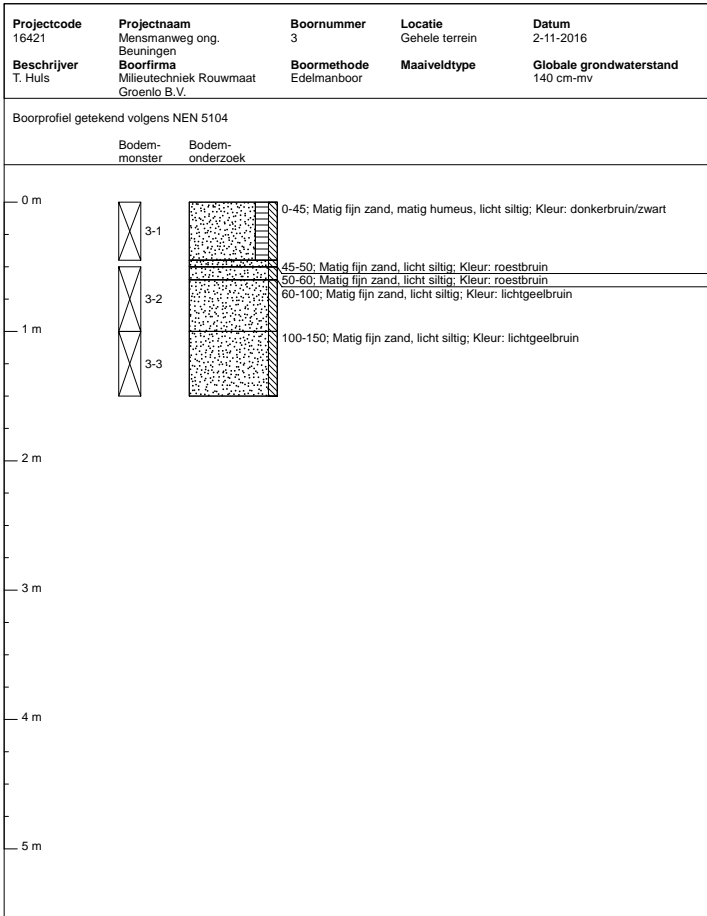 Projectcode Projectnaam Boornummer Locatie Datum
16421 Mensmanweg ong. 3 Gehele terrein 2-11-2016
Beuningen
Beschrijver Boorfirma Boormethode Maaiveldtype Globale grondwaterstand
T. Huls Milieutechniek Rouwmaat Edelmanboor 140 cm-mv
Groenlo B.V.
Boorprofiel getekend volgens NEN 5104
Bodem- Bodem-
monster onderzoek
0 m
0-45; Matig fijn zand, matig humeus, licht siltig; Kleur: donkerbruin/zwart
3-1
45-50; Matig fijn zand, licht siltig; Kleur: roestbruin
50-60; Matig fijn zand, licht siltig; Kleur: roestbruin
60-100; Matig fijn zand, licht siltig; Kleur: lichtgeelbruin
3-2
1 m
100-150; Matig fijn zand, licht siltig; Kleur: lichtgeelbruin
3-3
2 m
3 m
4 m
5 m